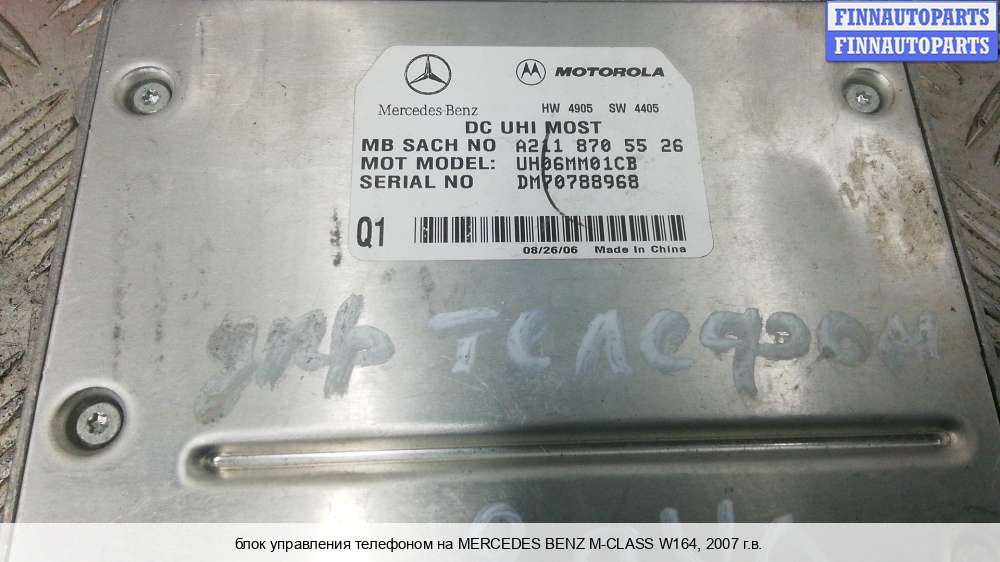 FINNAUTOPARTS
FINNAUTOPARTS
Mercedes-Benz
MOTOROLA
HW 4905 SW 4405
DC UHI MOST
MB SACH NO A211 870 55 26
MOT MODEL: UH06MM01CB
SERIAL NO DM70788968
Q1
08/26/06 Made In China
упр телефон
блок управления телефоном на MERCEDES BENZ M-CLASS W164, 2007 г.в.